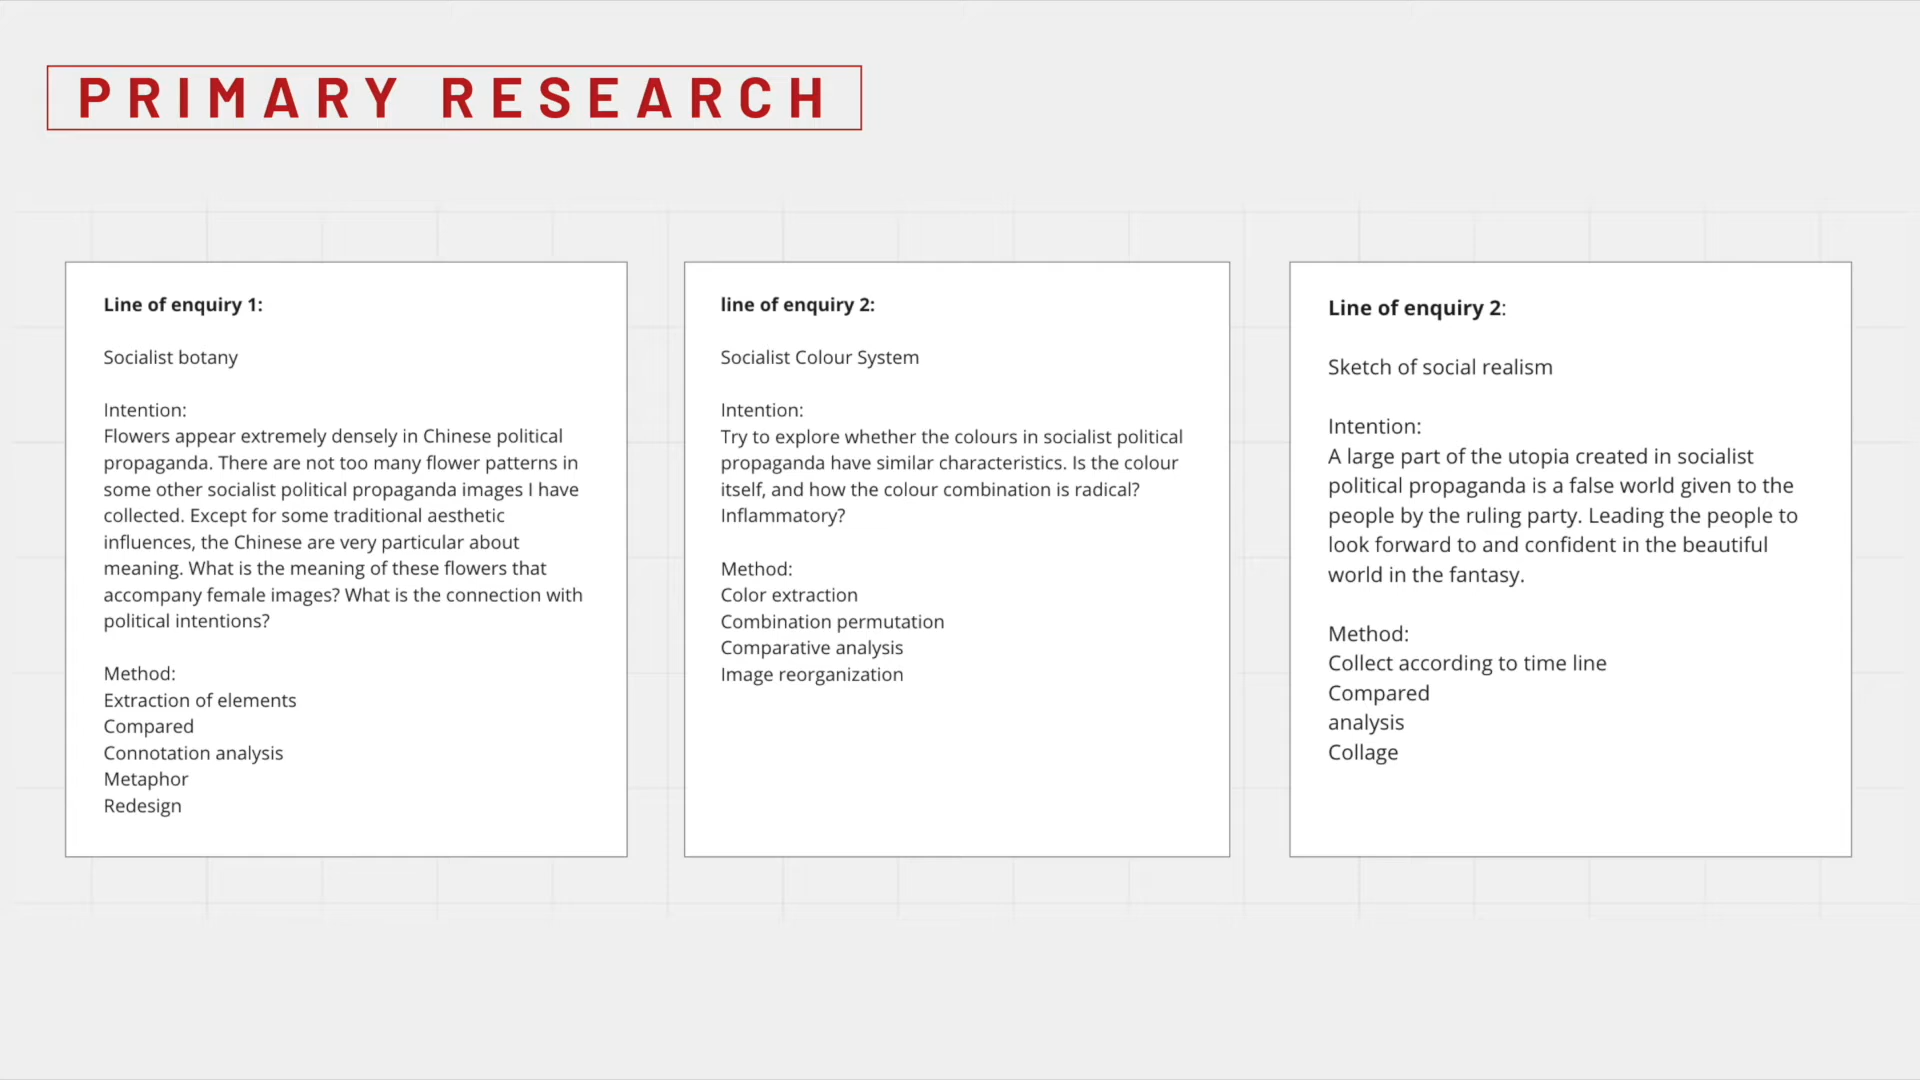 PRIMARY RESEARCH
Line of enquiry 1:
Socialist botany
Intention:
Flowers appear extremely densely in Chinese political
propaganda. There are not too many flower patterns in
some other socialist political propaganda images I have
collected. Except for some traditional aesthetic
influences, the Chinese are very particular about
meaning. What is the meaning of these flowers that
accompany female images? What is the connection with
political intentions?
Method:
Extraction of elements
Compared
Connotation analysis
Metaphor
Redesign
line of enquiry 2:
Socialist Colour System
Intention:
Try to explore whether the colours in socialist political
propaganda have similar characteristics. Is the colour
itself, and how the colour combination is radical?
Inflammatory?
Method:
Color extraction
Combination permutation
Comparative analysis
Image reorganization
Line of enquiry 2:
Sketch of social realism
Intention:
A large part of the utopia created in socialist
political propaganda is a false world given to the
people by the ruling party. Leading the people to
look forward to and confident in the beautiful
world in the fantasy.
Method:
Collect according to time line
Compared
analysis
Collage